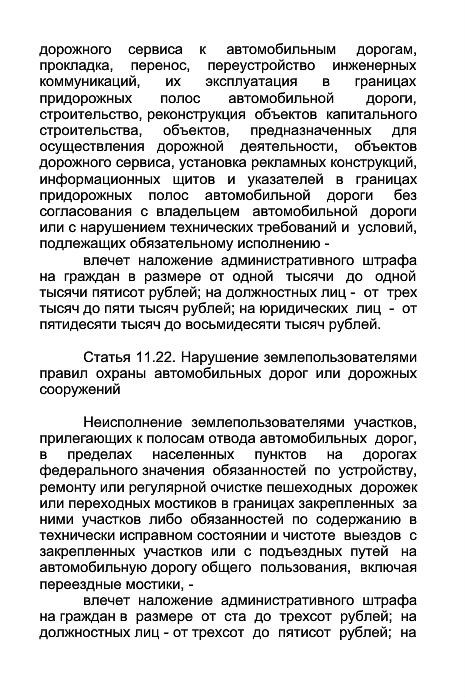 дорожного сервиса к автомобильным дорогам,
прокладка, перенос, переустройство инженерных
коммуникаций, их эксплуатация в границах
придорожных полос автомобильной дороги,
строительство, реконструкция объектов капитального
строительства, объектов, предназначенных для
осуществления дорожной деятельности, объектов
дорожного сервиса, установка рекламных конструкций,
информационных щитов и указателей в границах
придорожных полос автомобильной дороги без
согласования с владельцем автомобильной дороги
или с нарушением технических требований и условий,
подлежащих обязательному исполнению -
влечет наложение административного штрафа
на граждан в размере от одной тысячи до одной
тысячи пятисот рублей; на должностных лиц - от трех
тысяч до пяти тысяч рублей; на юридических лиц - от
пятидесяти тысяч до восьмидесяти тысяч рублей.
Статья 11.22. Нарушение землепользователями
правил охраны автомобильных дорог или дорожных
сооружений
Неисполнение землепользователями участков,
прилегающих к полосам отвода автомобильных дорог,
в пределах населенных пунктов на дорогах
федерального значения обязанностей по устройству,
ремонту или регулярной очистке пешеходных дорожек
или переходных мостиков в границах закрепленных за
ними участков либо обязанностей по содержанию в
технически исправном состоянии и чистоте выездов с
закрепленных участков или с подъездных путей на
автомобильную дорогу общего пользования, включая
переездные мостики, -
влечет наложение административного штрафа
на граждан в размере от ста до трехсот рублей; на
должностных лиц - от трехсот до пятисот рублей; на